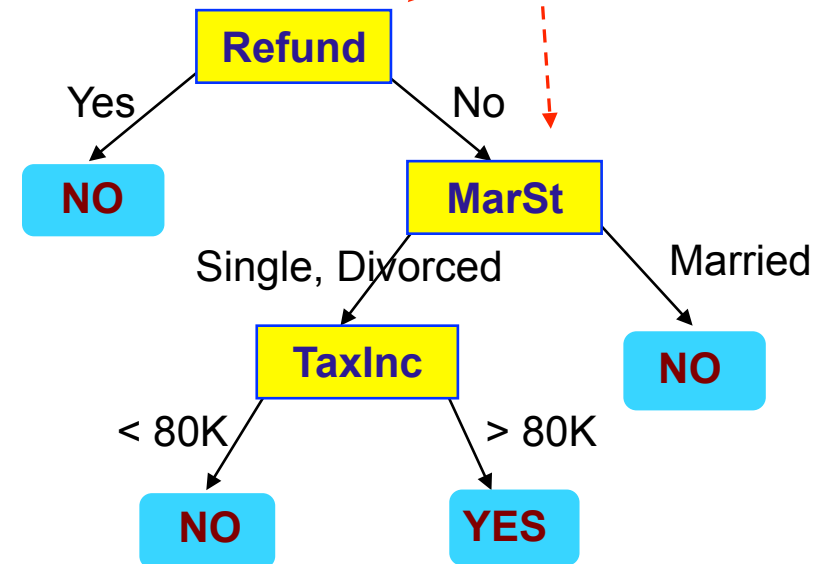 Refund
Yes
No
NO
MarSt
Single, Divorced
Married
TaxInc
NO
< 80K
> 80K
NO
YES